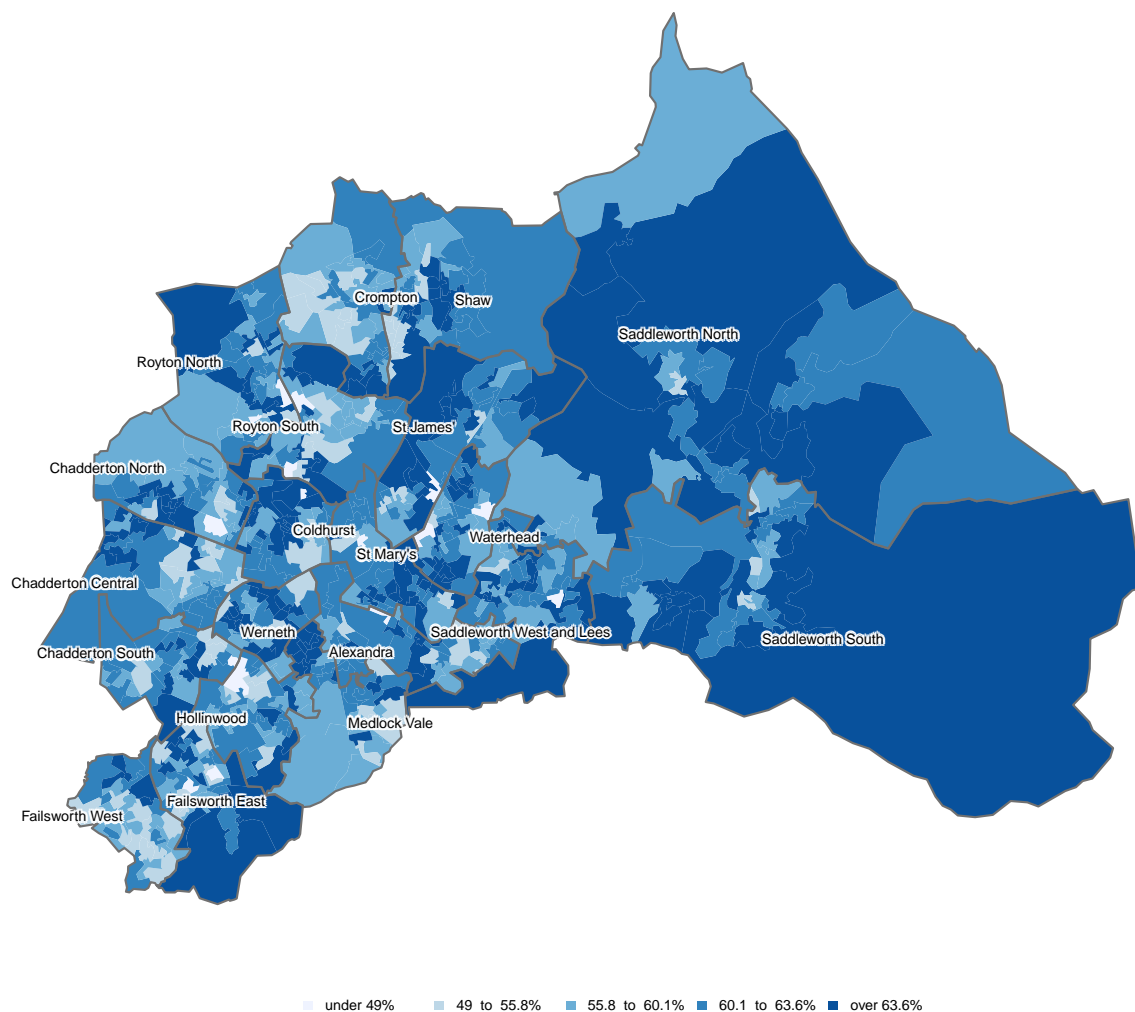 Crompton
Shaw
Saddleworth North
Royton North
Royton South
St James'
Chadderton North
Coldhurst
Waterhead
St Mary's
Chadderton Central
Werneth
Saddleworth West and Lees
Saddleworth South
Chadderton South
Alexandra
Hollinwood
Medlock Vale
Failsworth East
Failsworth West
under 49%
49 to 55.8%
55.8 to 60.1%
60.1 to 63.6%
over 63.6%